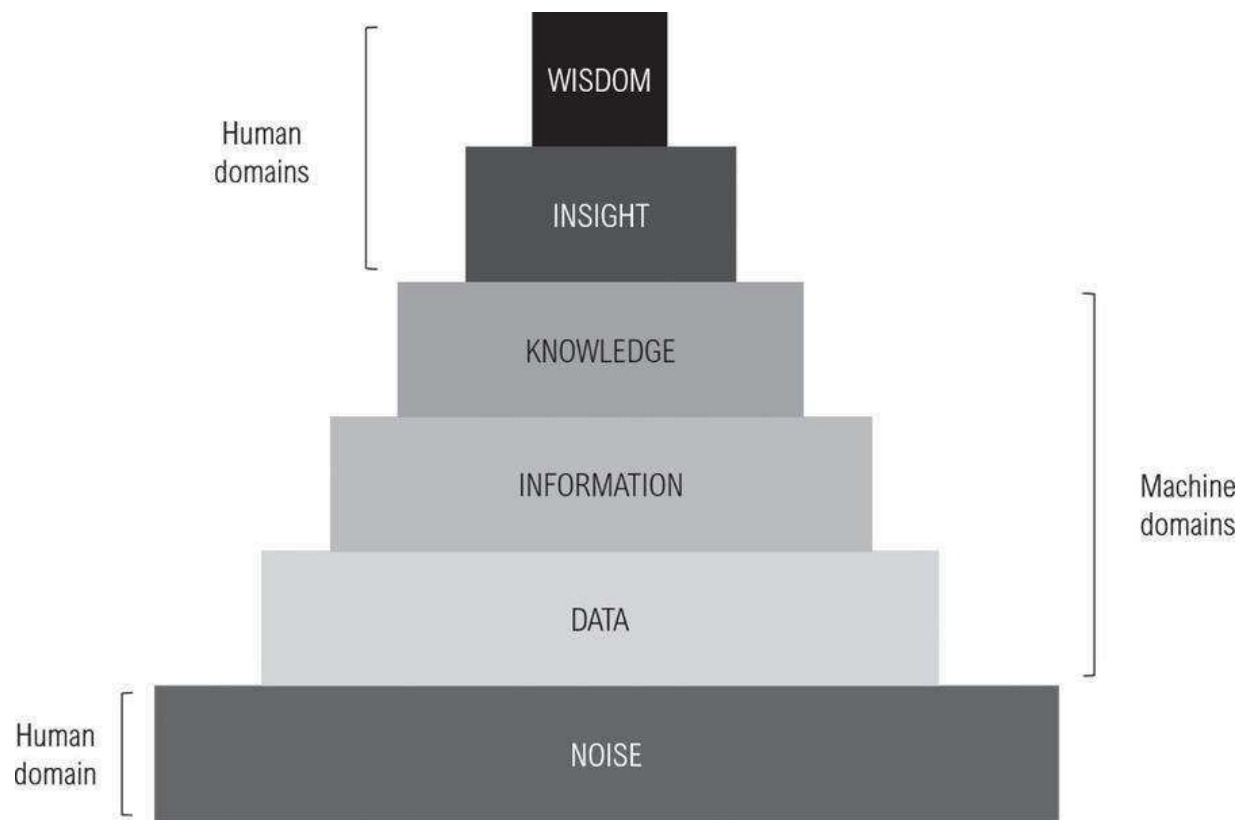 WISDOM
Human
domains
INSIGHT
KNOWLEDGE
INFORMATION
Machine
domains
DATA
Human
domain
NOISE